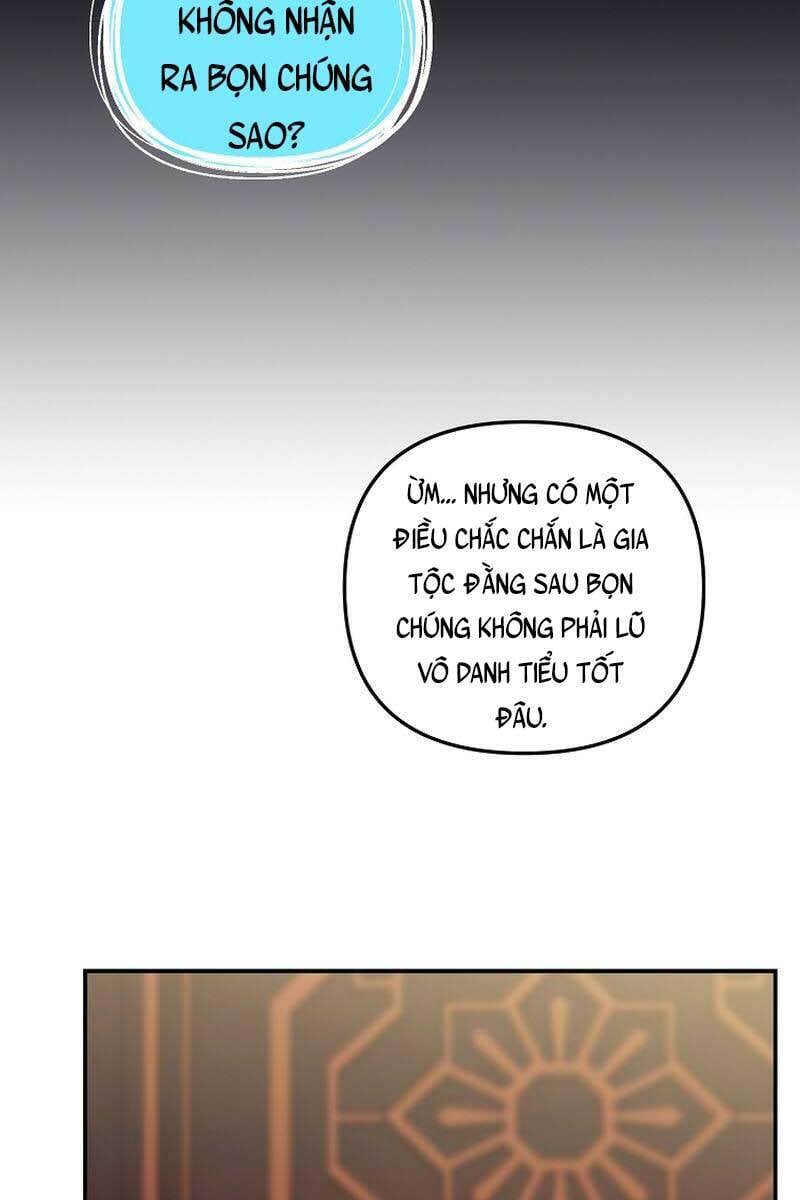 KHÔNG NHẬN
RA BỌN CHÚNG
SAO?
ỪM... NHƯNG CÓ MỘT
ĐIỀU CHẮC CHẮN LÀ GIA
TỘC ĐẰNG SAU BỌN
CHÚNG KHÔNG PHẢI LŨ
VÔ DANH TIỂU TỐT
ĐÂU.